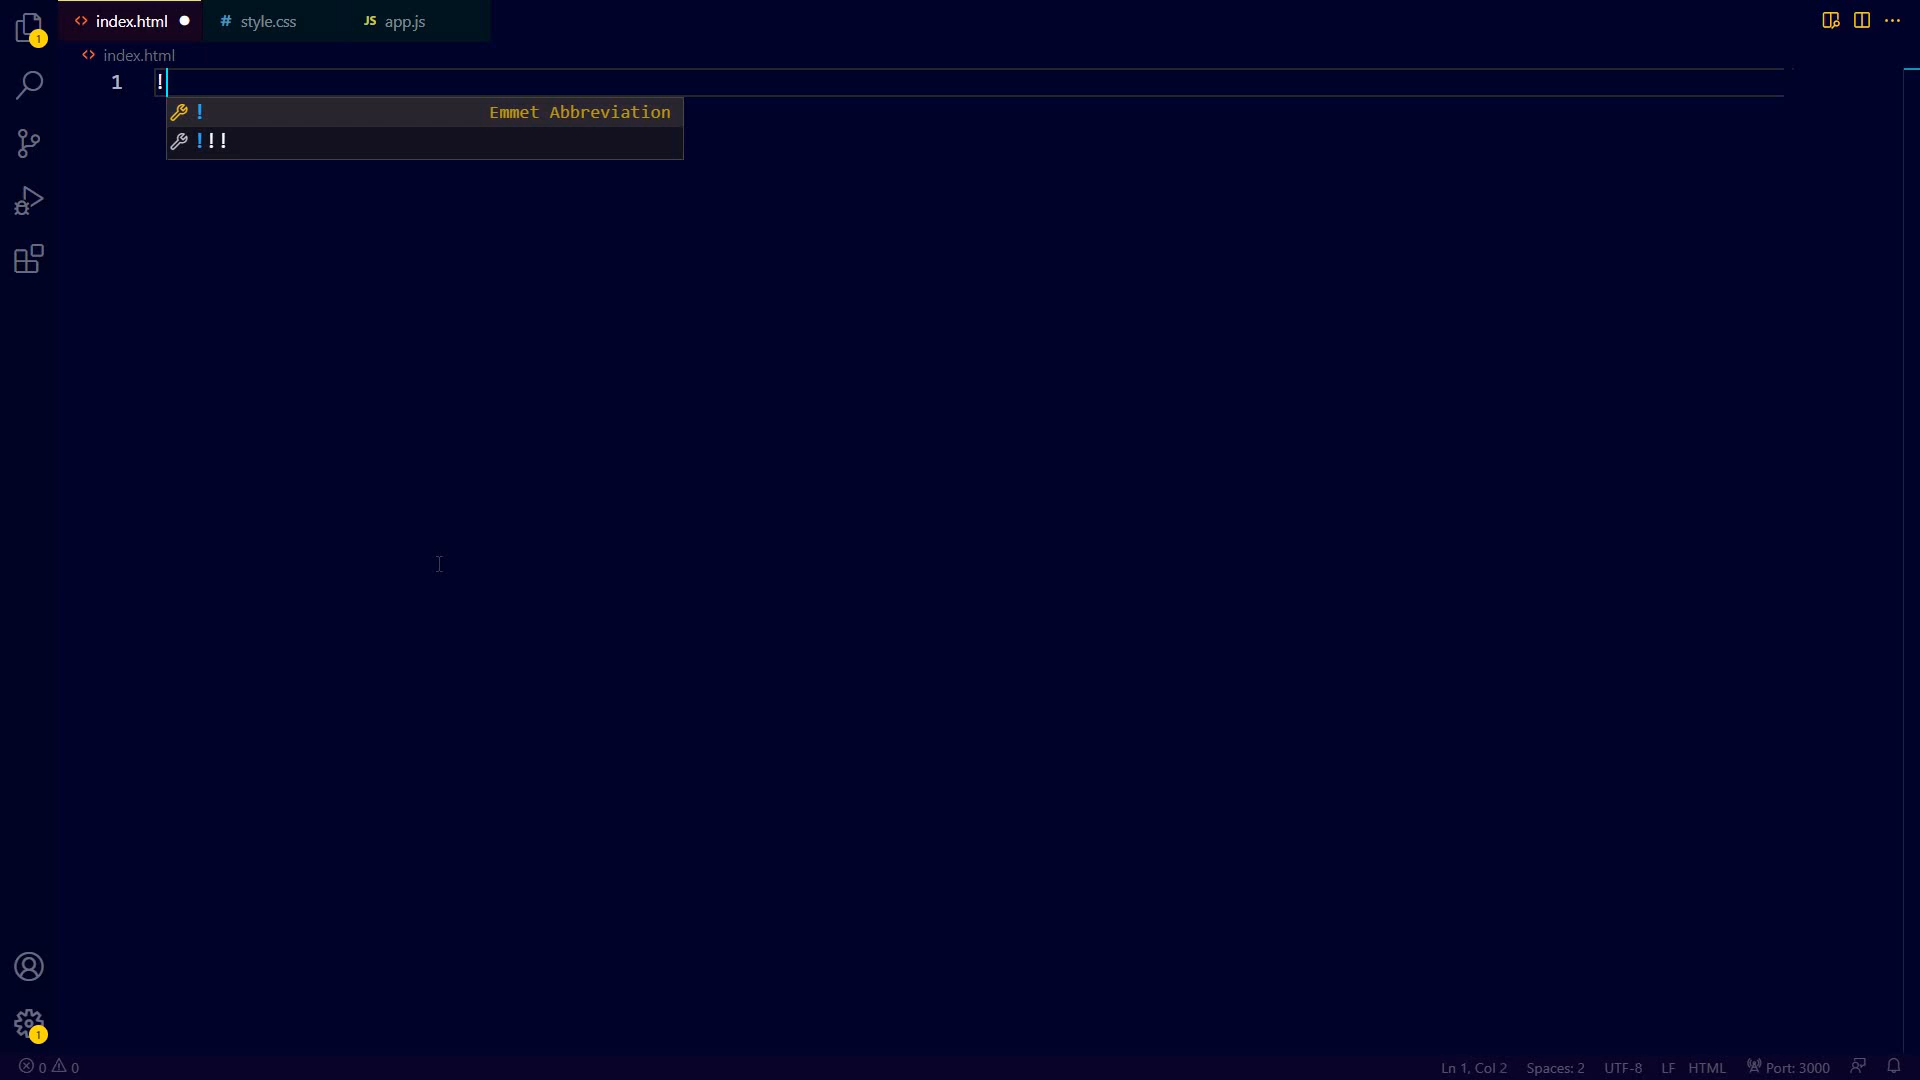 index.html
# style.css
JS app.js
<> index.html
1 !
! Emmet Abbreviation
!!!
1
1
0 0
Ln 1, Col 2 Spaces: 2 UTF-8 LF HTML Port: 3000